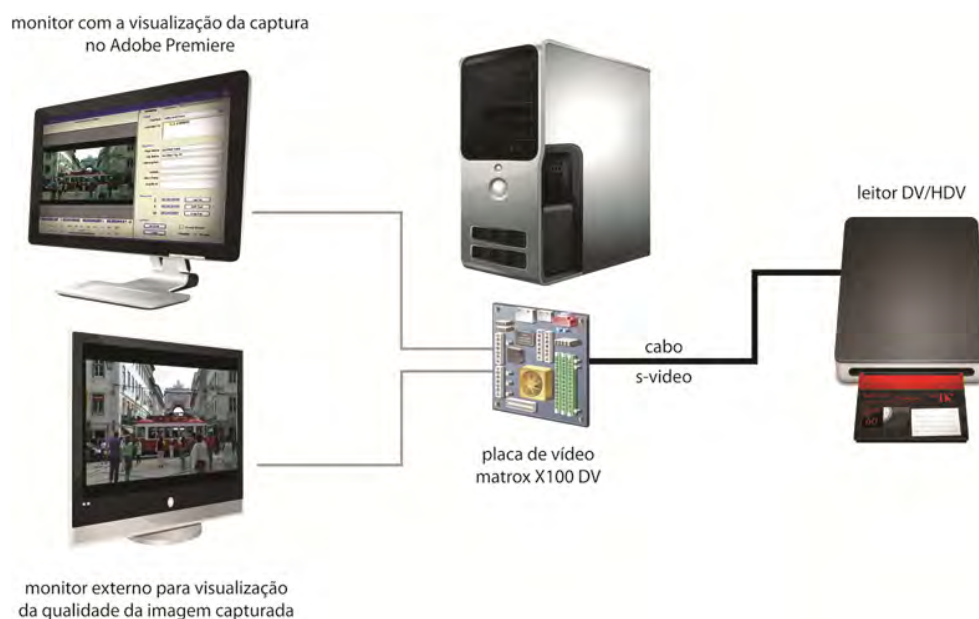 monitor com a visualização da captura
no Adobe Premiere
leitor DV/HDV
cabo
s-video
placa de vídeo
matrox X100 DV
monitor externo para visualização
da qualidade da imagem capturada